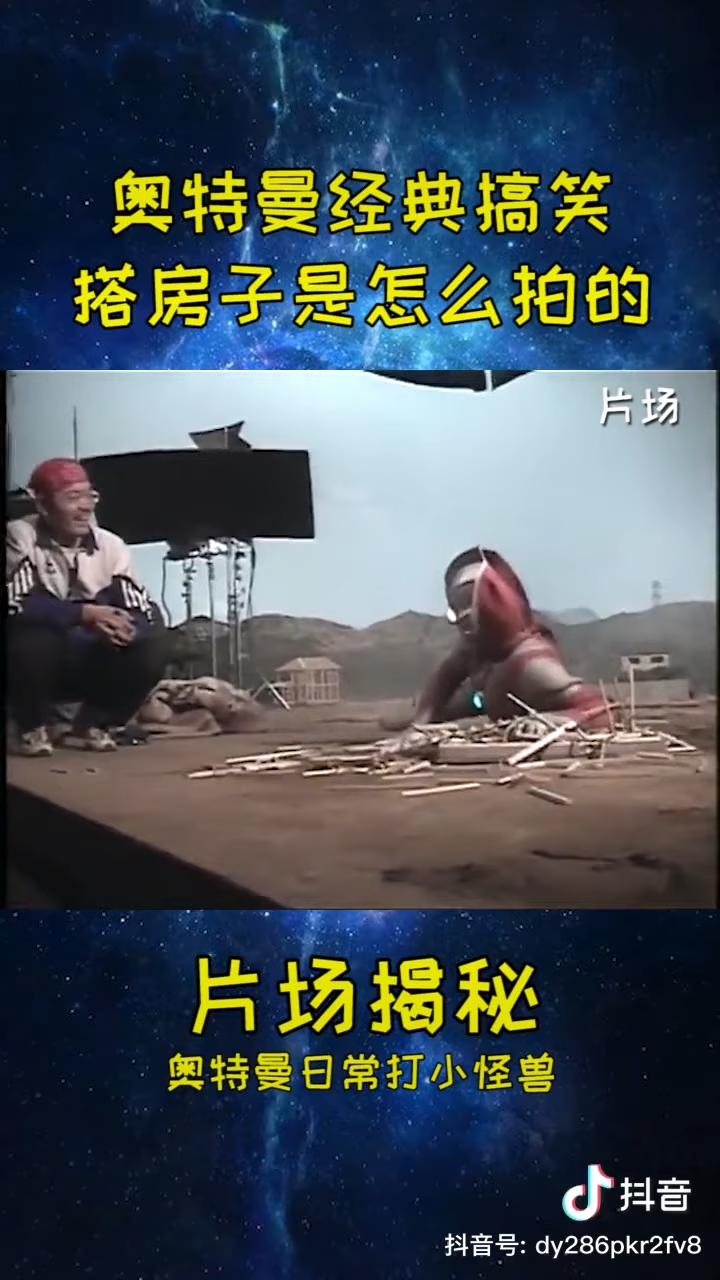 奥特曼经典搞笑
搭房子是怎么拍的
片场
片场揭秘
奥特曼日常打小怪兽
抖音
抖音号: dy286pkr2fv8